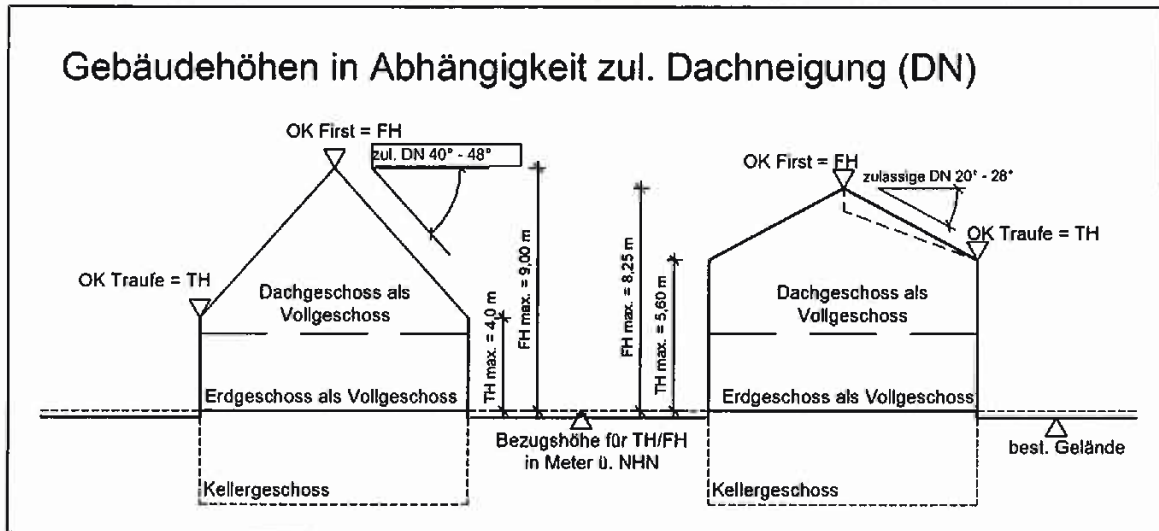 Gebäudehöhen in Abhängigkeit zul. Dachneigung (DN)
OK First = FH
zul. DN 40° - 48°
OK Traufe = TH
Dachgeschoss als
Vollgeschoss
TH max. = 4,0 m
FH max. = 9,00 m
Erdgeschoss als Vollgeschoss
Kellergeschoss
Bezugshöhe für TH/FH
in Meter ü. NHN
OK First = FH
zulässige DN 20° - 28°
OK Traufe = TH
FH max. = 8,25 m
TH max. = 5,60 m
Dachgeschoss als
Vollgeschoss
Erdgeschoss als Vollgeschoss
Kellergeschoss
best. Gelände